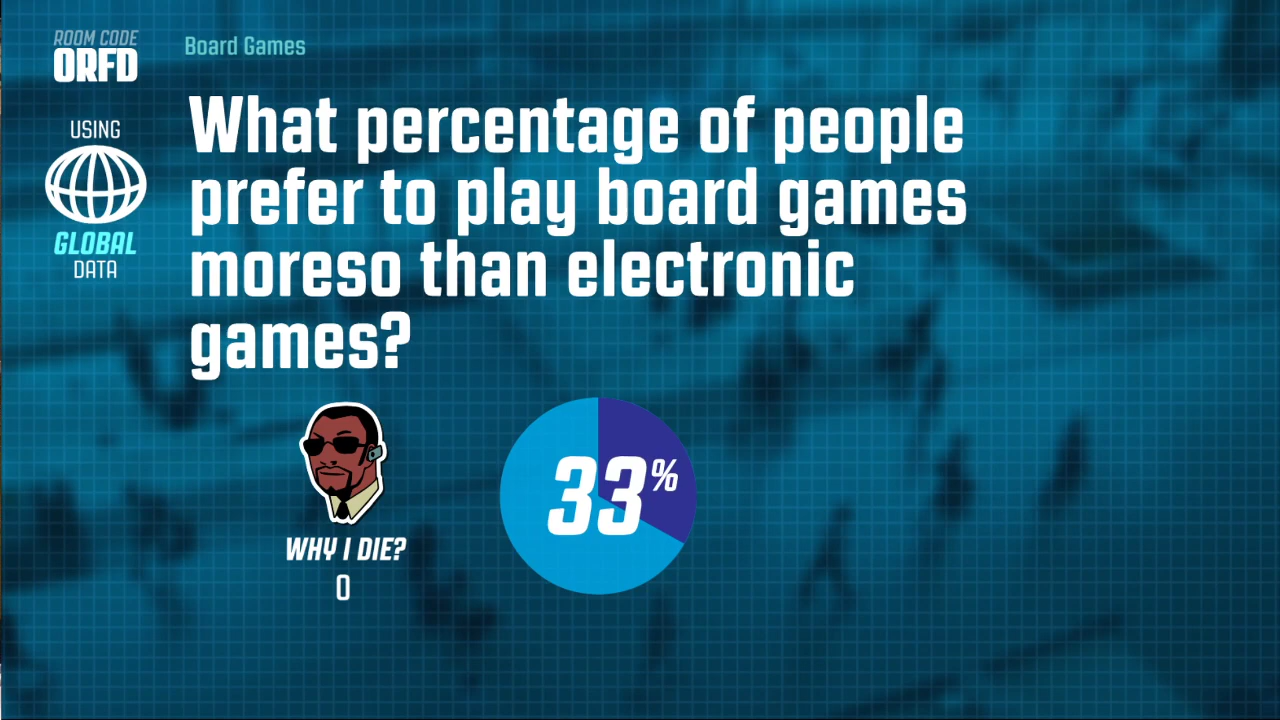 ROOM CODE
ORFD
Board Games
USING
GLOBAL
DATA
What percentage of people
prefer to play board games
moreso than electronic
games?
33%
WHY I DIE?
0